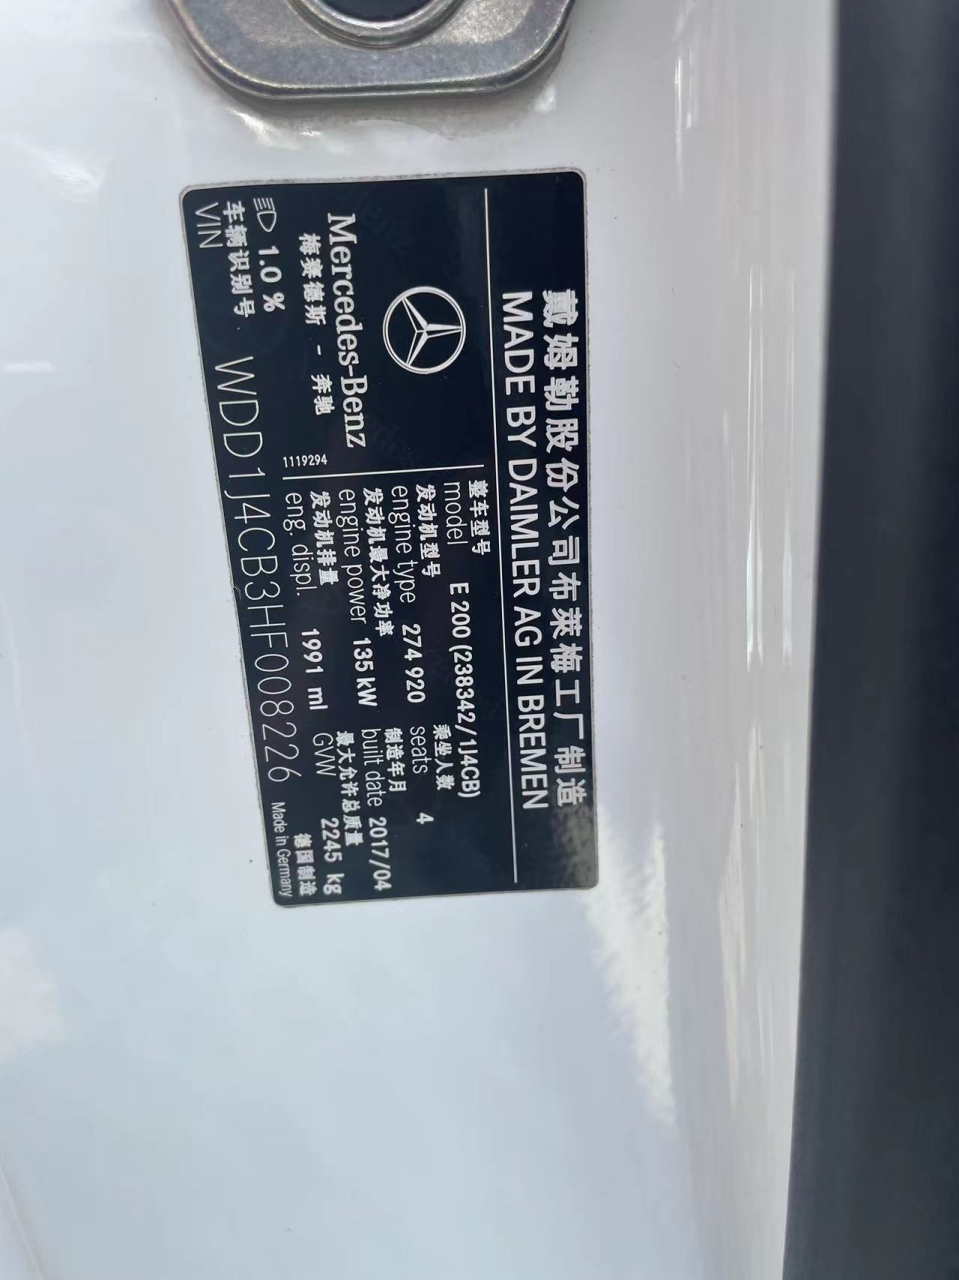 戴姆勒股份公司布莱梅工厂制造
MADE BY DAIMLER AG IN BREMEN
Mercedes-Benz
梅赛德斯 - 奔驰
1.0 %
1119294
整车型号
model E 200 (238342/1J4CB)
发动机型号 乘坐人数
engine type 274 920 seats 4
发动机最大净功率 制造年月
engine power 135 kW built date 2017/04
发动机排量 最大允许总质量
eng. displ. 1991 ml GVW 2245 kg
车辆识别号 德国制造
VIN WDD1J4CB3HF008226 Made in Germany